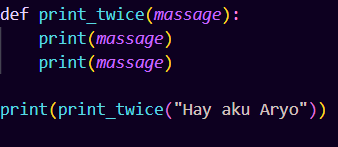 def print_twice(massage):
    print(massage)
    print(massage)

print(print_twice("Hay aku Aryo"))